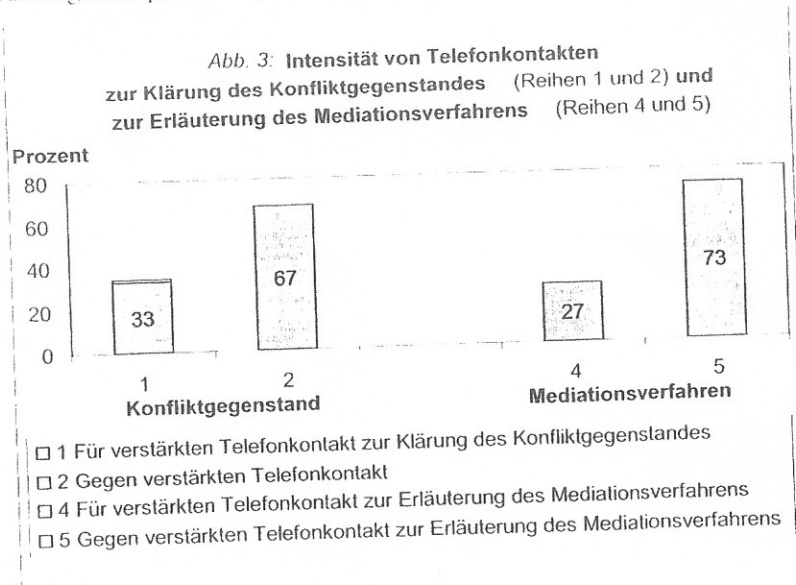 Abb. 3: Intensität von Telefonkontakten
zur Klärung des Konfliktgegenstandes (Reihen 1 und 2) und
zur Erläuterung des Mediationsverfahrens (Reihen 4 und 5)
Prozent
80
60
40
20
0
33
67
27
73
1
2
4
5
Konfliktgegenstand
Mediationsverfahren
□ 1 Für verstärkten Telefonkontakt zur Klärung des Konfliktgegenstandes
□ 2 Gegen verstärkten Telefonkontakt
□ 4 Für verstärkten Telefonkontakt zur Erläuterung des Mediationsverfahrens
□ 5 Gegen verstärkten Telefonkontakt zur Erläuterung des Mediationsverfahrens